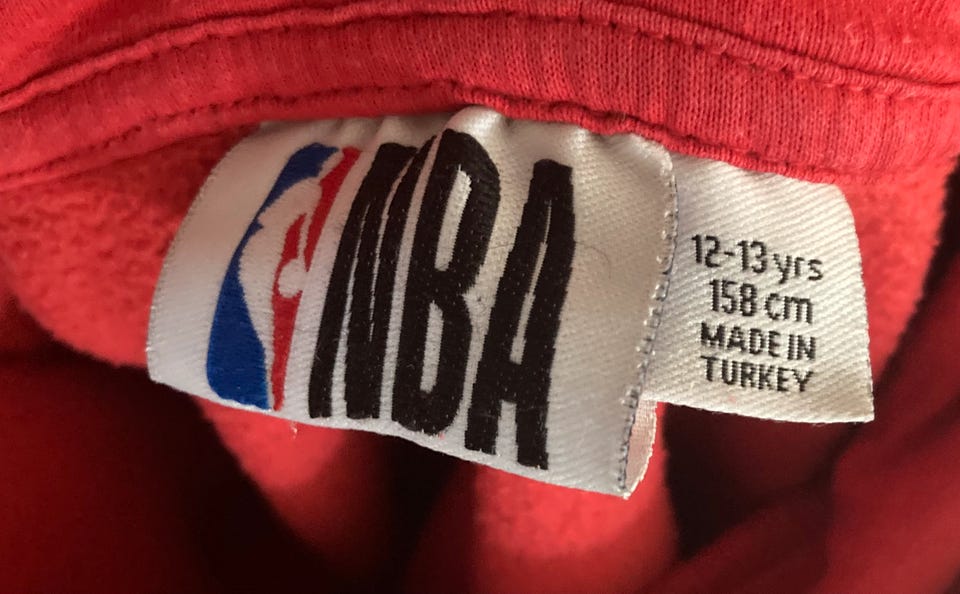 NBA
12-13 yrs
158 cm
MADE IN
TURKEY